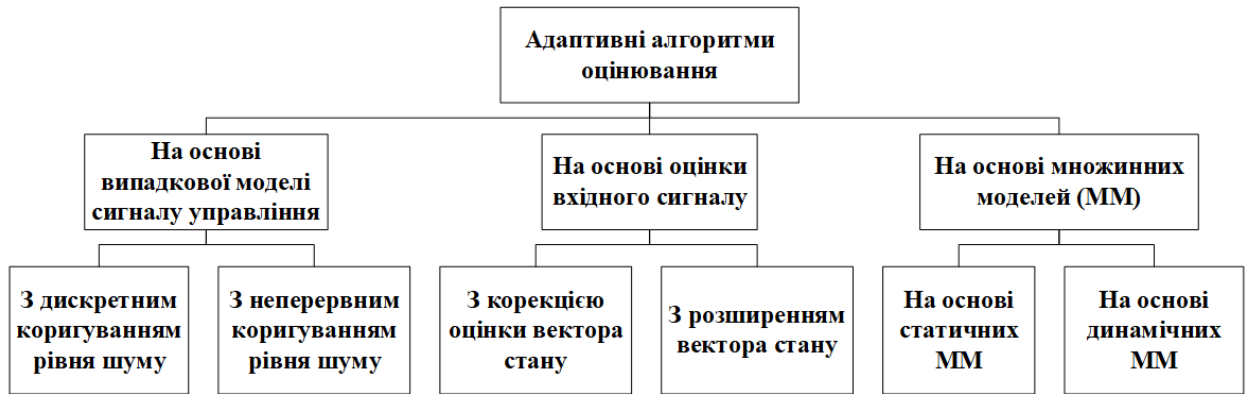 Адаптивні алгоритми
оцінювання
На основі
випадкової моделі
сигналу управління
На основі оцінки
вхідного сигналу
На основі множинних
моделей (ММ)
З дискретним
коригуванням
рівня шуму
З неперервним
коригуванням
рівня шуму
З корекцією
оцінки вектора
стану
З розширенням
вектора стану
На основі
статичних
ММ
На основі
динамічних
ММ